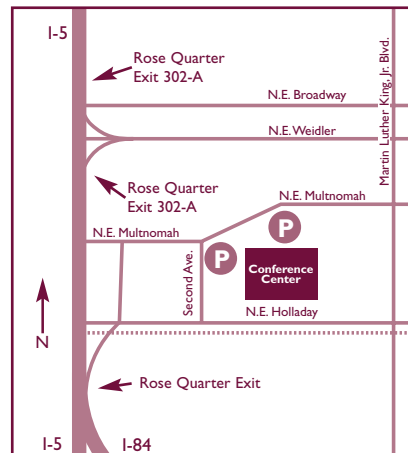 I-5
Rose Quarter
Exit 302-A
N.E. Broadway
Martin Luther King, Jr. Blvd.
N.E. Weidler
Rose Quarter
Exit 302-A
N.E. Multnomah
N.E. Multnomah
P
P
Second Ave.
Conference
Center
N.E. Holladay
N
Rose Quarter Exit
I-5
I-84